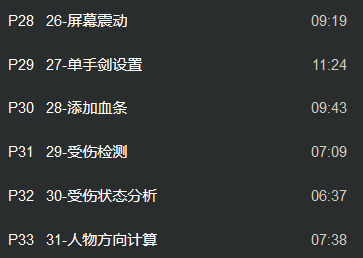 P28 26-屏幕震动 09:19
P29 27-单手剑设置 11:24
P30 28-添加血条 09:43
P31 29-受伤检测 07:09
P32 30-受伤状态分析 06:37
P33 31-人物方向计算 07:38